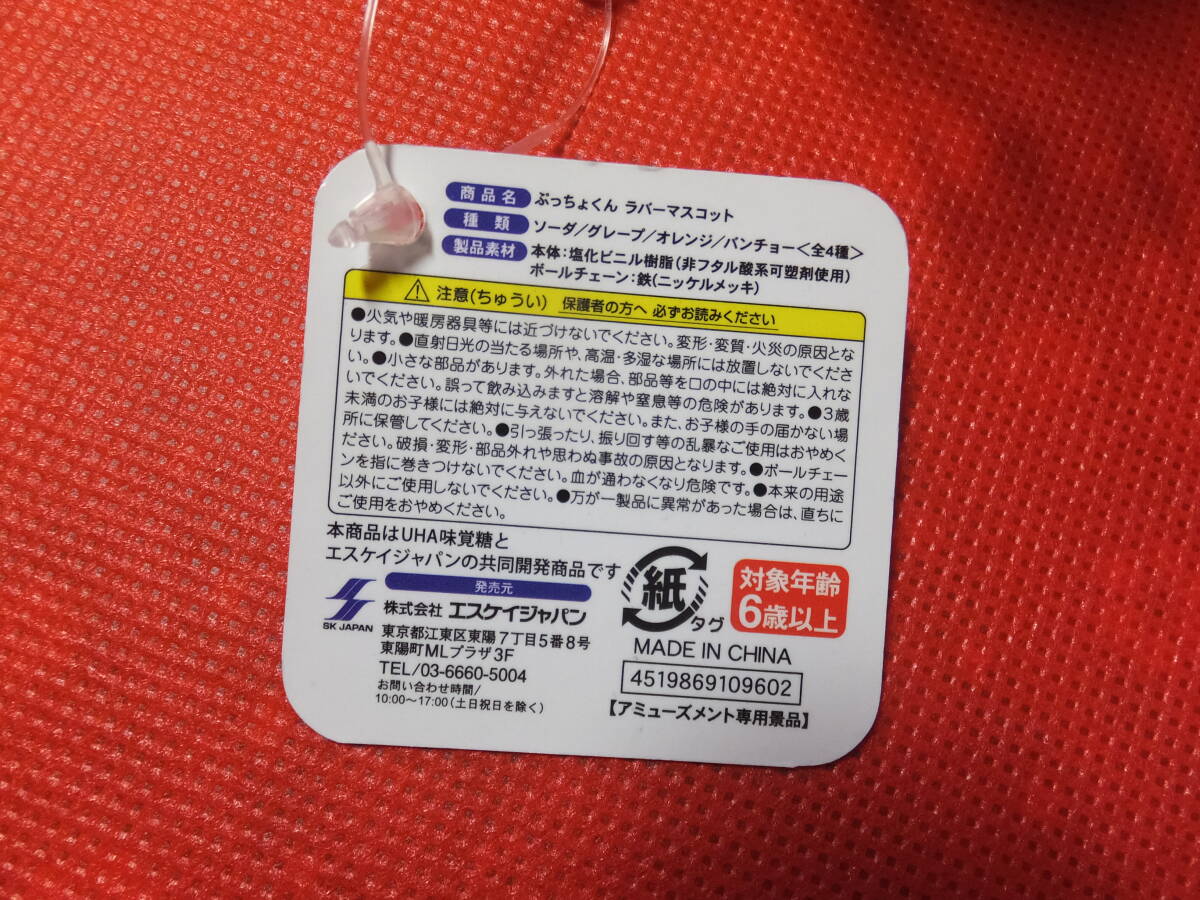 商品名 ぷっちょくん ラバーマスコット
種類 ソーダ/グレープ/オレンジ/バンチョー<全4種>
製品素材 本体:塩化ビニル樹脂(非フタル酸系可塑剤使用)
ボールチェーン:鉄(ニッケルメッキ)
注意(ちゅうい) 保護者の方へ 必ずお読みください
●火気や暖房器具等には近づけないでください。変形・変質・火災の原因とな
ります。●直射日光の当たる場所や、高温・多湿な場所には放置しないでくださ
い。●小さな部品があります。外れた場合、部品等を口の中には絶対に入れな
いでください。誤って飲み込みますと溶解や窒息等の危険があります。●3歳
未満のお子様には絶対に与えないでください。また、お子様の手の届かない場
所に保管してください。●引っ張ったり、振り回す等の乱暴なご使用はおやめく
ださい。破損・変形・部品外れや思わぬ事故の原因となります。●ボールチェー
ンを指に巻きつけないでください。血が通わなくなり危険です。●本来の用途
以外にご使用しないでください。●万が一製品に異常があった場合は、直ちに
ご使用をおやめください。
本商品はUHA味覚糖と
エスケイジャパンの共同開発商品です
発売元
SK JAPAN
株式会社 エスケイジャパン
東京都江東区東陽7丁目5番8号
東陽町MLプラザ3F
TEL/03-6660-5004
お問い合わせ時間/
10:00〜17:00(土日祝日を除く)
紙
タグ
対象年齢
6歳以上
MADE IN CHINA
4519869109602
【アミューズメント専用景品】